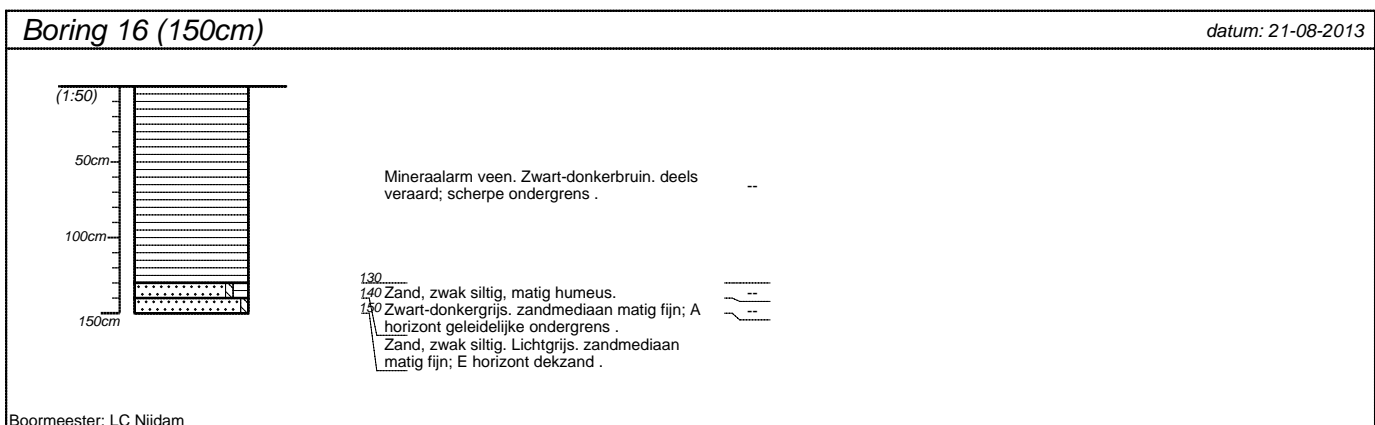 Boring 16 (150cm)
datum: 21-08-2013
(1:50)
50cm
100cm
150cm
Mineraalarm veen. Zwart-donkerbruin. deels
veraard; scherpe ondergrens .
--
130
140 Zand, zwak siltig, matig humeus. --
150 Zwart-donkergrijs. zandmediaan matig fijn; A --
horizont geleidelijke ondergrens .
Zand, zwak siltig. Lichtgrijs. zandmediaan
matig fijn; E horizont dekzand .
Boormeester: LC Nijdam